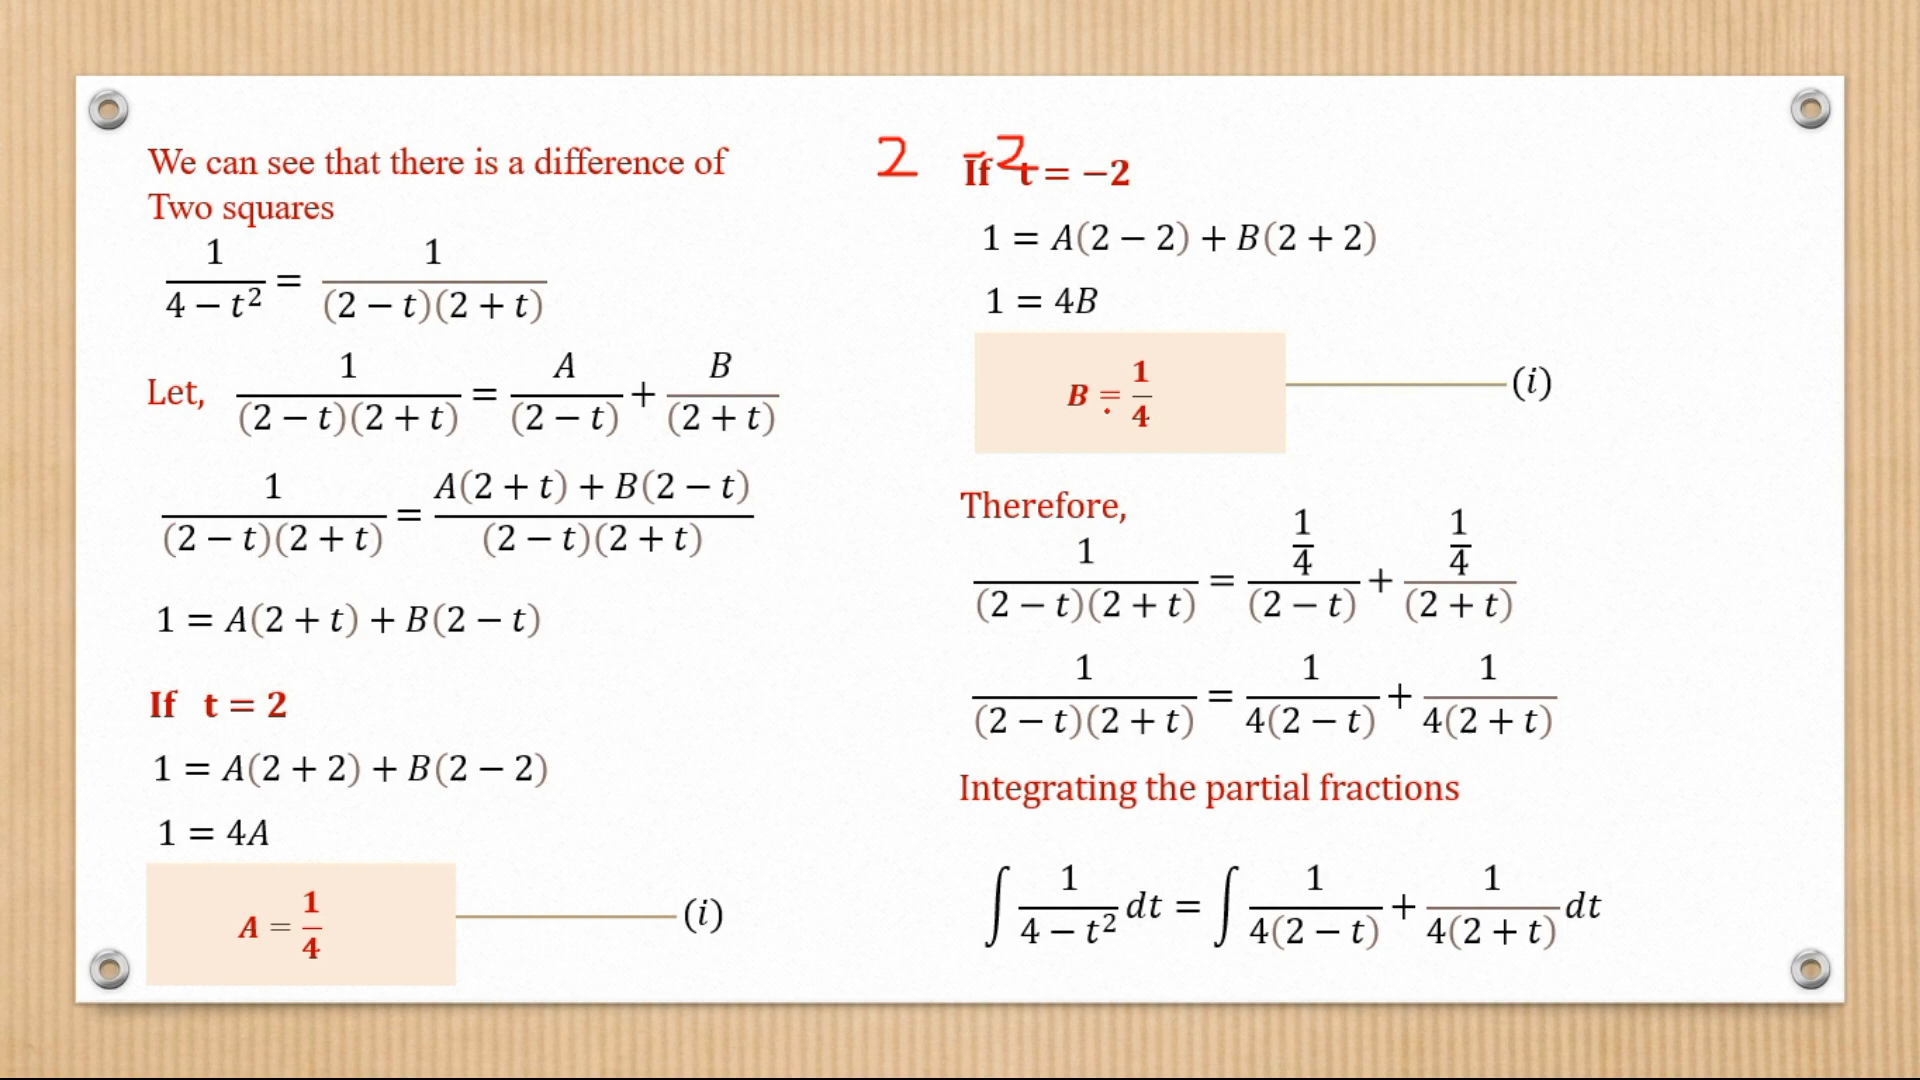 We can see that there is a difference of
Two squares
1/(4 − t²) = 1/((2 − t)(2 + t))
Let, 1/((2 − t)(2 + t)) = A/(2 − t) + B/(2 + t)
1/((2 − t)(2 + t)) = (A(2 + t) + B(2 − t))/((2 − t)(2 + t))
1 = A(2 + t) + B(2 − t)
If t = 2
1 = A(2 + 2) + B(2 − 2)
1 = 4A
A = 1/4 (i)
2 −2
If t = −2
1 = A(2 − 2) + B(2 + 2)
1 = 4B
B = 1/4 (i)
Therefore,
1/((2 − t)(2 + t)) = (1/4)/(2 − t) + (1/4)/(2 + t)
1/((2 − t)(2 + t)) = 1/(4(2 − t)) + 1/(4(2 + t))
Integrating the partial fractions
∫ 1/(4 − t²) dt = ∫ 1/(4(2 − t)) + 1/(4(2 + t)) dt